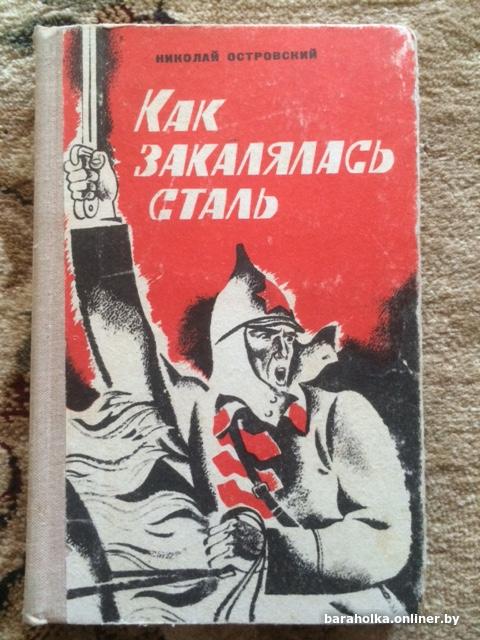 НИКОЛАЙ ОСТРОВСКИЙ
КАК
ЗАКАЛЯЛАСЬ
СТАЛЬ
baraholka.onliner.by